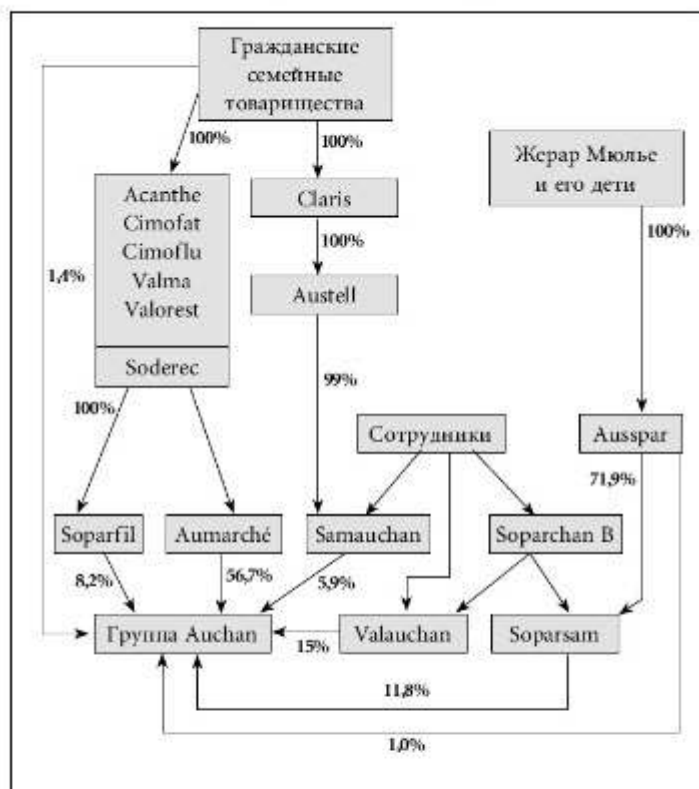 Гражданские
семейные
товарищества
100%
100%
Жерар Мюлье
и его дети
Acanthe
Cimofat
Cimoflu
Valma
Valorest
Claris
100%
100%
1,4%
Austell
Soderec
99%
100%
Сотрудники
Ausspar
71,9%
Soparfil
Aumarché
Samauchan
Soparchan B
8,2%
56,7%
5,9%
Группа Auchan
15%
Valauchan
Soparsam
11,8%
1,0%